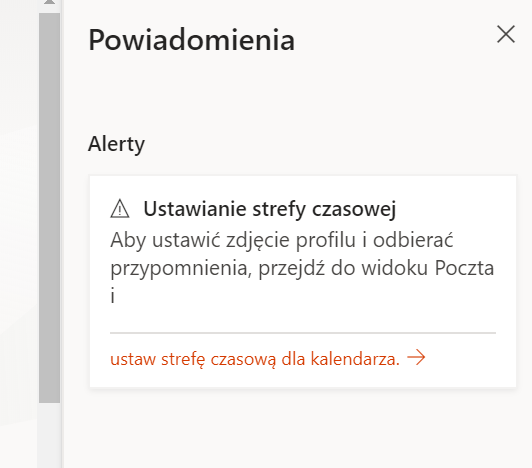 Powiadomienia
Alerty
Ustawianie strefy czasowej
Aby ustawić zdjęcie profilu i odbierać
przypomnienia, przejdź do widoku Poczta
i
ustaw strefę czasową dla kalendarza.